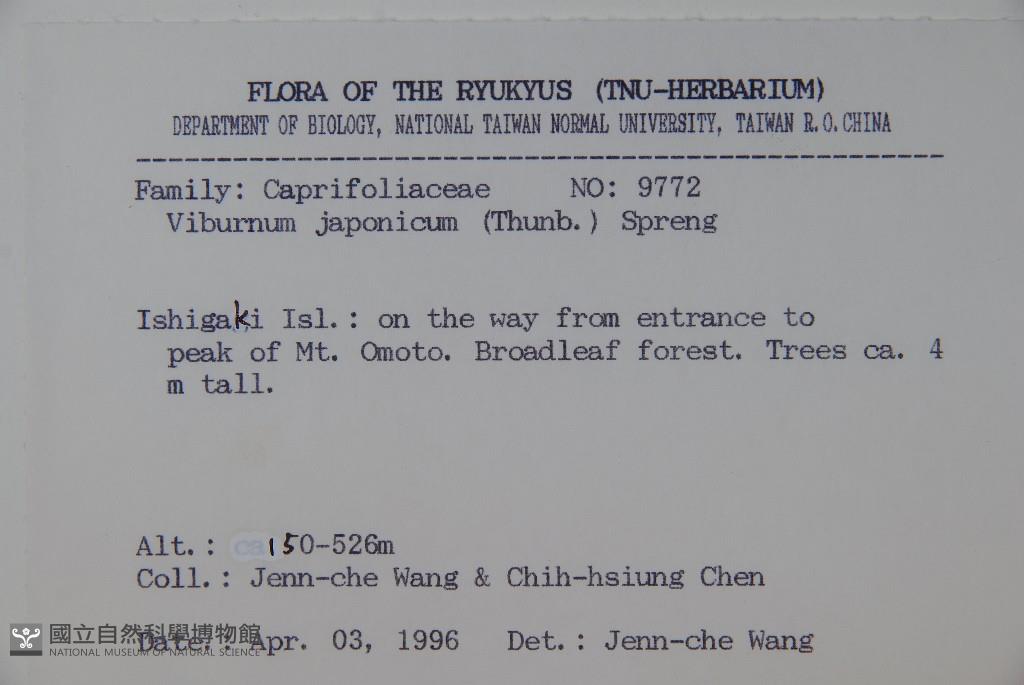 FLORA OF THE RYUKYUS (TNU-HERBARIUM)
DEPARTMENT OF BIOLOGY, NATIONAL TAIWAN NORMAL UNIVERSITY, TAIWAN R.O.CHINA
Family: Caprifoliaceae NO: 9772
Viburnum japonicum (Thunb.) Spreng
Ishigaki Isl.: on the way from entrance to
peak of Mt. Omoto. Broadleaf forest. Trees ca. 4
m tall.
Alt.: ca 150-526m
Coll.: Jenn-che Wang & Chih-hsiung Chen
Date.: Apr. 03, 1996 Det.: Jenn-che Wang
國立自然科學博物館
NATIONAL MUSEUM OF NATURAL SCIENCE